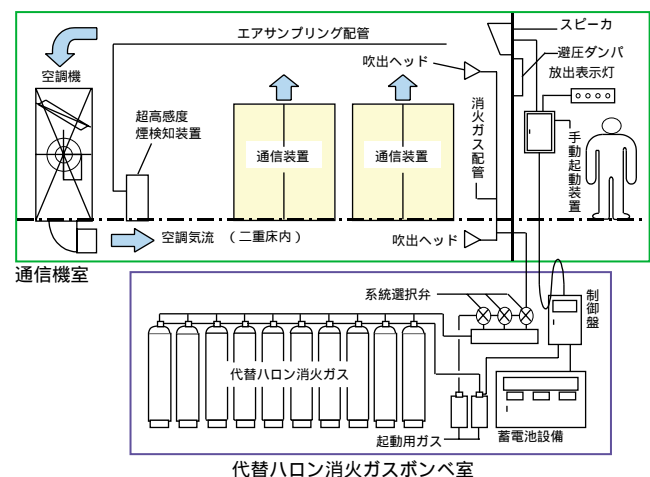 エアサンプリング配管
スピーカ
避圧ダンパ
放出表示灯
吹出ヘッド
空調機
超高感度
煙検知装置
消火ガス配管
手動起動装置
通信装置
通信装置
空調気流 (二重床内)
吹出ヘッド
通信機室
系統選択弁
制御盤
代替ハロン消火ガス
起動用ガス
蓄電池設備
代替ハロン消火ガスボンベ室